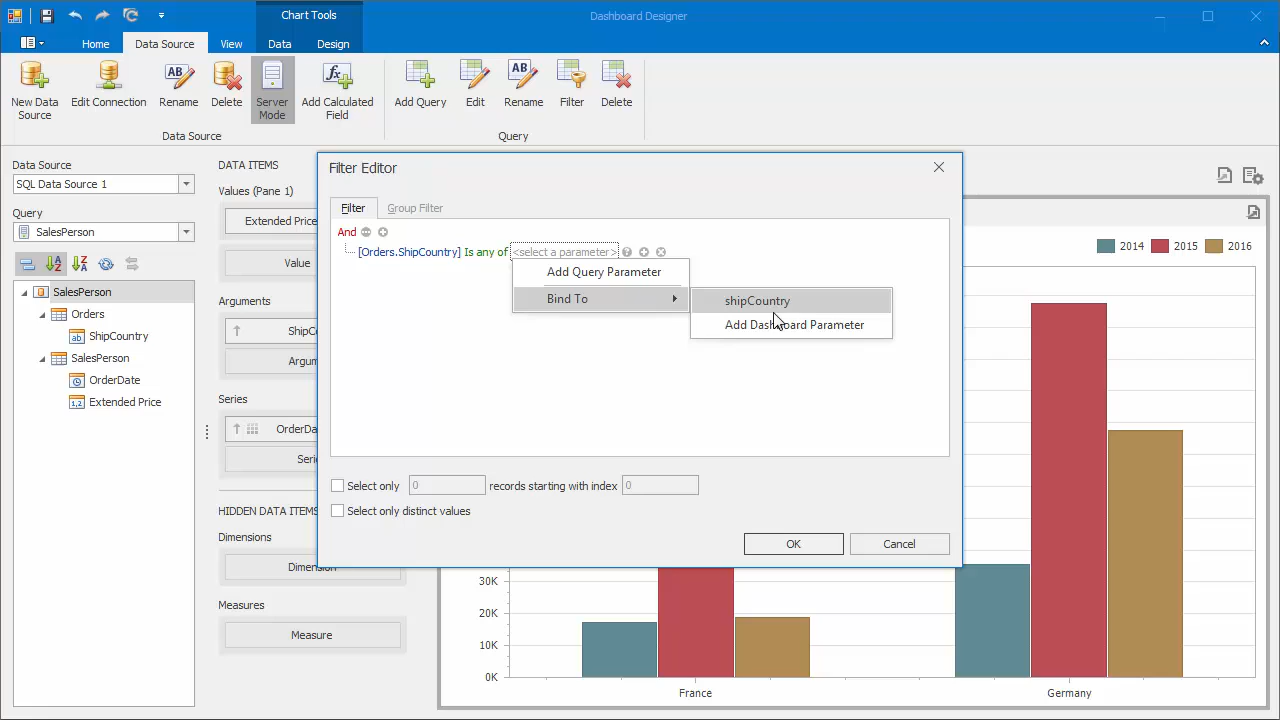 Chart Tools
Dashboard Designer
Home
Data Source
View
Data
Design
New Data Source
Edit Connection
Rename
Delete
Server Mode
Add Calculated Field
Add Query
Edit
Rename
Filter
Delete
Data Source
Query
Data Source
SQL Data Source 1
Query
SalesPerson
SalesPerson
Orders
ShipCountry
SalesPerson
OrderDate
Extended Price
DATA ITEMS
Values (Pane 1)
Extended Price
Value
Arguments
Series
HIDDEN DATA ITEMS
Dimensions
Measures
Measure
Filter Editor
Filter
Group Filter
And
[Orders.ShipCountry] Is any of <select a parameter>
Add Query Parameter
Bind To
shipCountry
Add Dashboard Parameter
Select only 0 records starting with index 0
Select only distinct values
OK
Cancel
2014
2015
2016
30K
20K
10K
0K
France
Germany